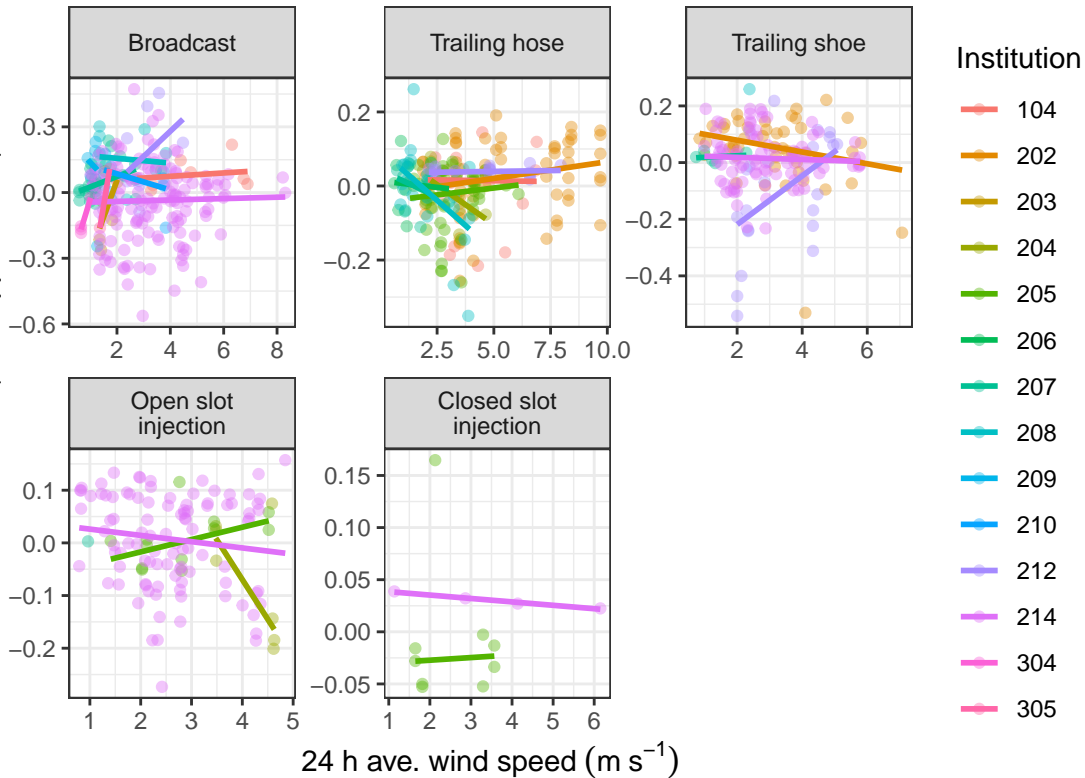 Broadcast
Trailing hose
Trailing shoe
0.3
0.0
−0.3
−0.6
2 4 6 8
0.2
0.0
−0.2
2.5 5.0 7.5 10.0
0.2
0.0
−0.2
−0.4
2 4 6
Open slot
injection
Closed slot
injection
0.1
0.0
−0.1
−0.2
1 2 3 4 5
0.15
0.10
0.05
0.00
−0.05
1 2 3 4 5 6
24 h ave. wind speed (m s⁻¹)
Institution
104
202
203
204
205
206
207
208
209
210
212
214
304
305